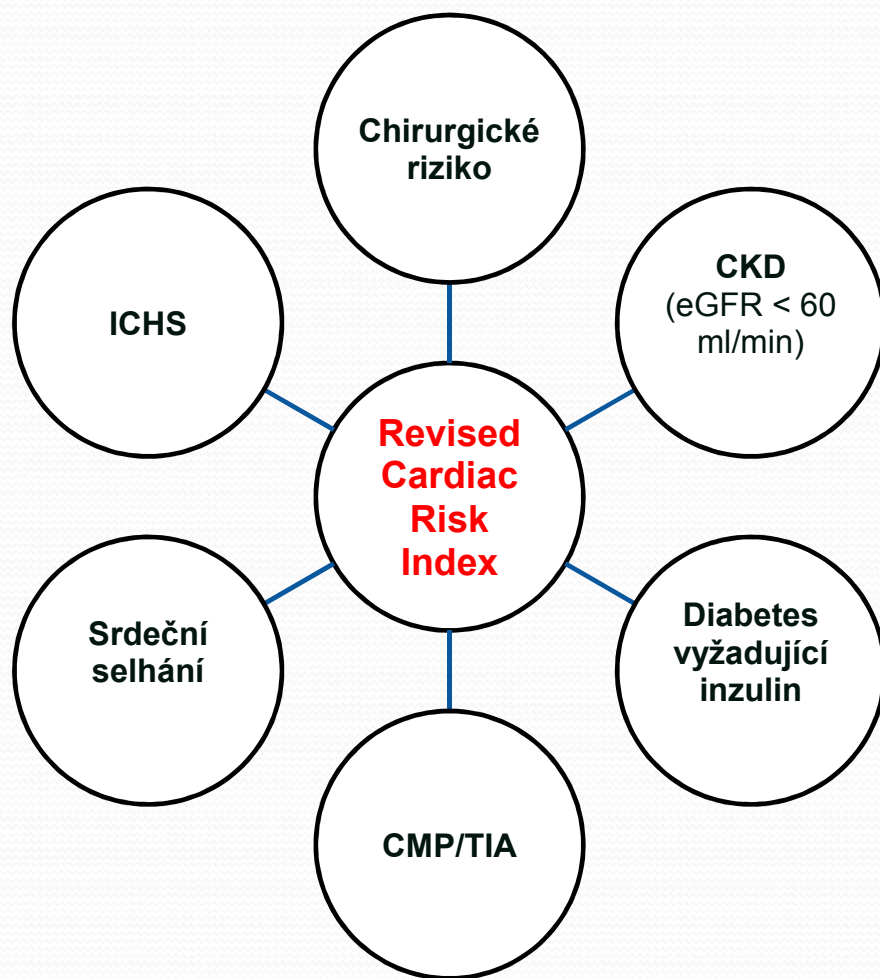 Chirurgické
riziko
CKD
(eGFR < 60
ml/min)
ICHS
Revised
Cardiac
Risk
Index
Srdeční
selhání
Diabetes
vyžadující
inzulin
CMP/TIA